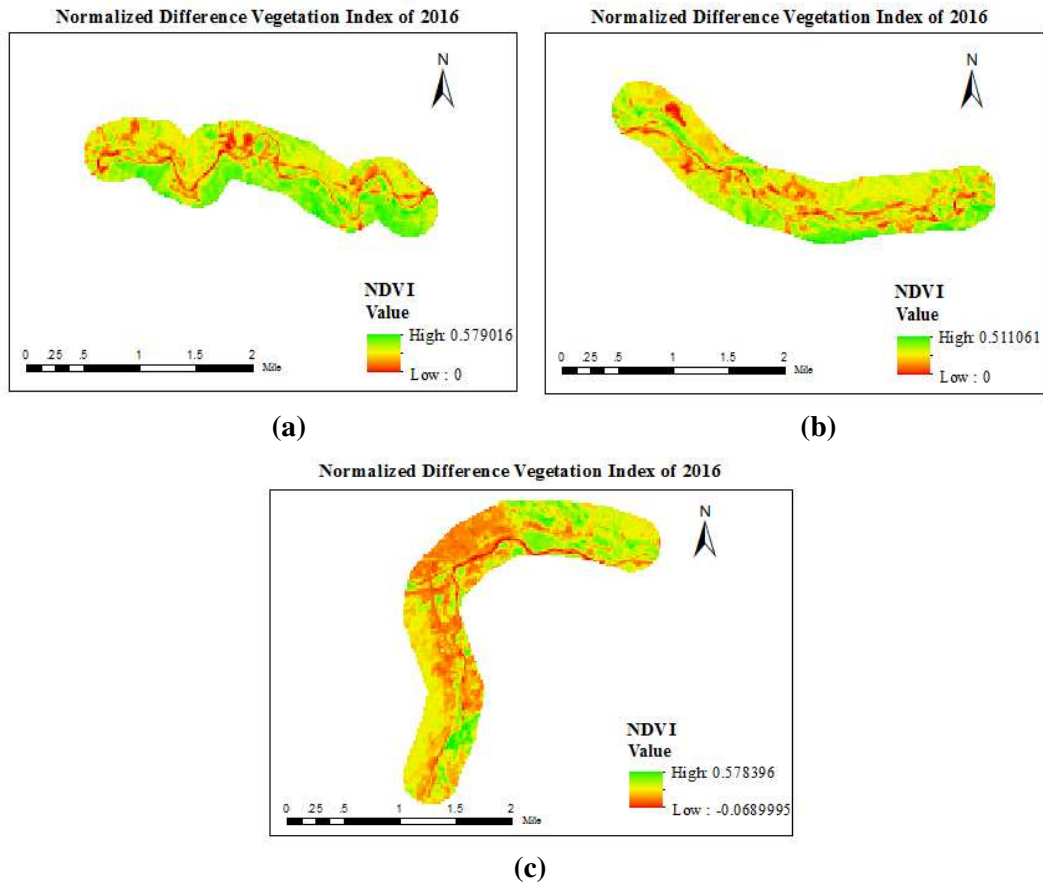 Normalized Difference Vegetation Index of 2016
N
NDVI
Value
High: 0.579016
Low : 0
0 .25 .5 1 1.5 2
Mile
(a)
Normalized Difference Vegetation Index of 2016
N
NDVI
Value
High: 0.511061
Low : 0
0 .25 .5 1 1.5 2
Mile
(b)
Normalized Difference Vegetation Index of 2016
N
NDVI
Value
High: 0.578396
Low : -0.0689995
0 .25 .5 1 1.5 2
Mile
(c)